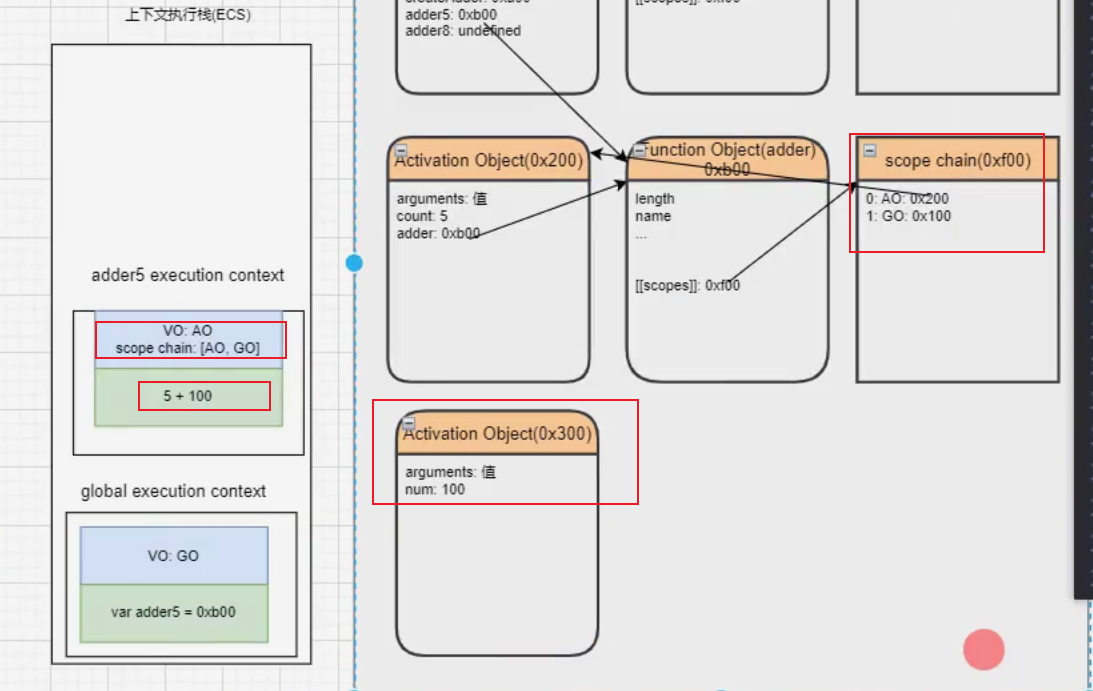 上下文执行栈(ECS)
adder5: 0xb00
adder8: undefined
Activation Object(0x200)
arguments: 值
count: 5
adder: 0xb00
Function Object(adder)
0xb00
length
name
...
[[scopes]]: 0xf00
scope chain(0xf00)
0: AO: 0x200
1: GO: 0x100
adder5 execution context
VO: AO
scope chain: [AO, GO]
5 + 100
Activation Object(0x300)
arguments: 值
num: 100
global execution context
VO: GO
var adder5 = 0xb00